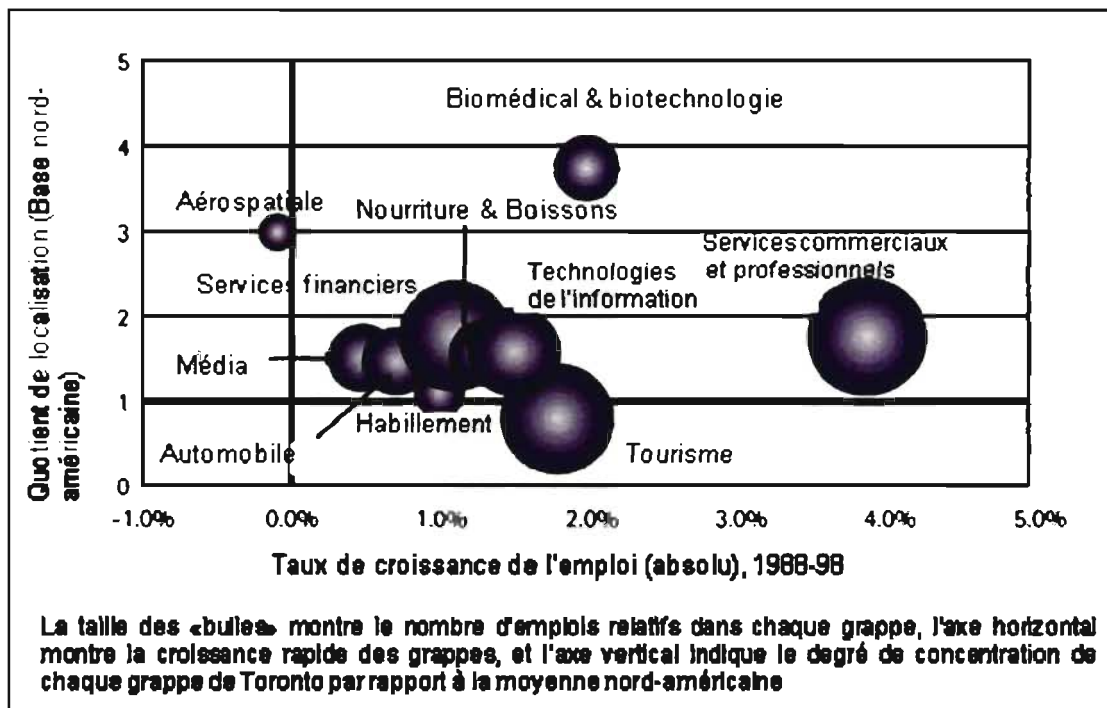 Quotient de localisation (Base nord-
américaine)
5
4
3
2
1
0
Biomédical & biotechnologie
Aérospatiale
Nourriture & Boissons
Services commerciaux
et professionnels
Services financiers
Technologies
de l'information
Média
Habillement
Automobile
Tourisme
-1.0% 0.0% 1.0% 2.0% 3.0% 4.0% 5.0%
Taux de croissance de l'emploi (absolu), 1988-98
La taille des «bulles» montre le nombre d'emplois relatifs dans chaque grappe, l'axe horizontal
montre la croissance rapide des grappes, et l'axe vertical indique le degré de concentration de
chaque grappe de Toronto par rapport à la moyenne nord-américaine